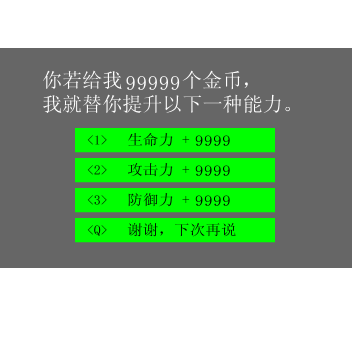 你若给我99999个金币，
我就替你提升以下一种能力。
<1> 生命力 + 9999
<2> 攻击力 + 9999
<3> 防御力 + 9999
<Q> 谢谢，下次再说